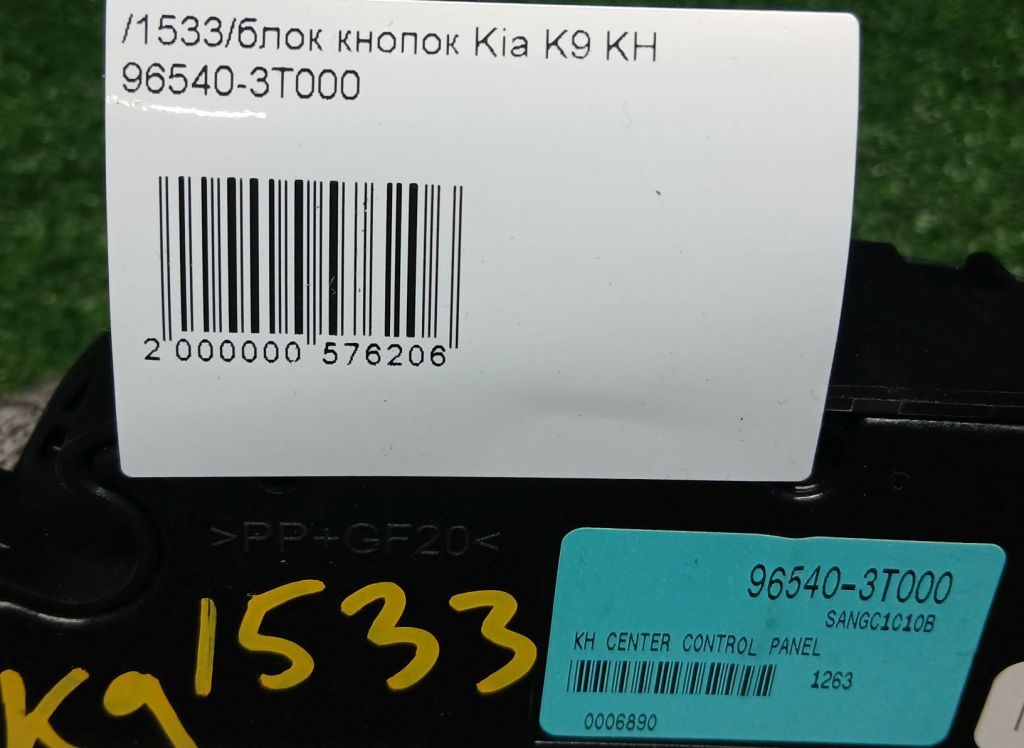 /1533/блок кнопок Kia K9 KH
96540-3T000
2 000000 576206
>PP+GF20<
K9 1533
96540-3T000
SANGC1C10B
KH CENTER CONTROL PANEL
1263
0006890